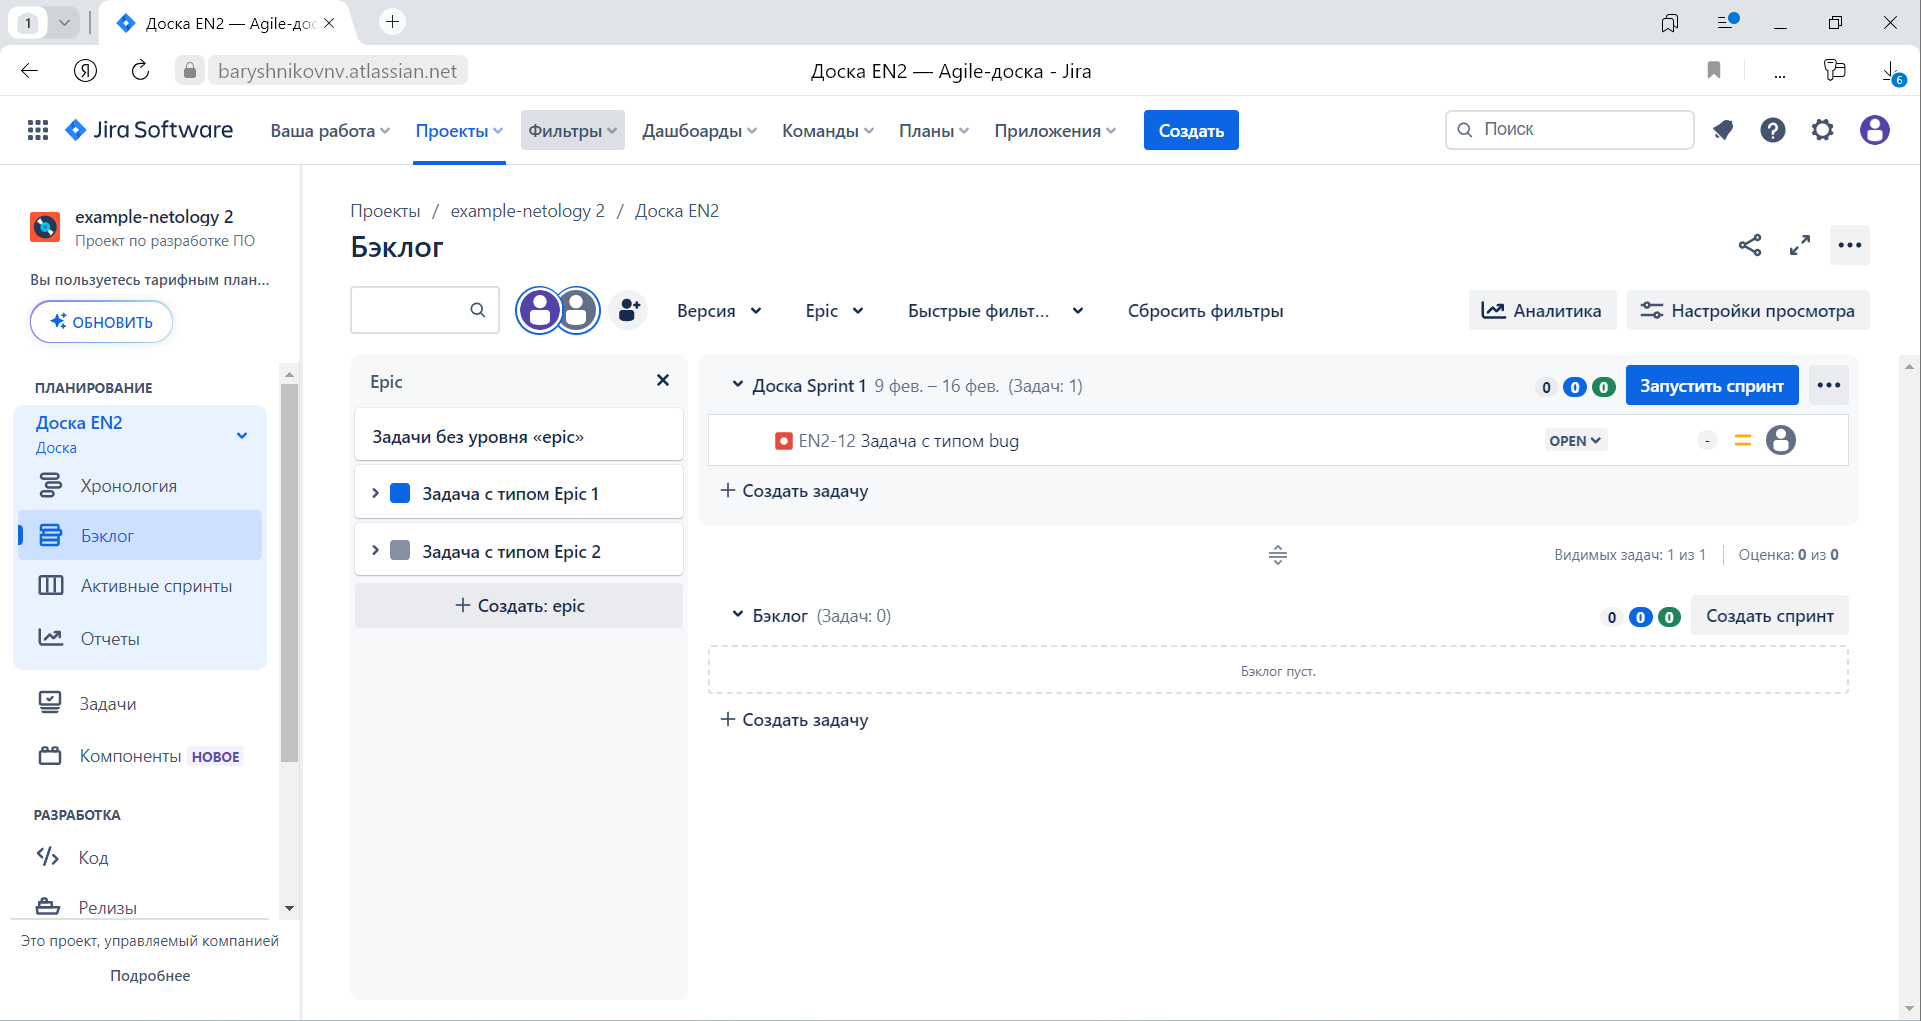 1
Доска EN2 — Agile-дос
baryshnikovnv.atlassian.net
Доска EN2 — Agile-доска - Jira
...
6
Jira Software
Ваша работа
Проекты
Фильтры
Дашбоарды
Команды
Планы
Приложения
Создать
Поиск
example-netology 2
Проект по разработке ПО
Вы пользуетесь тарифным план...
ОБНОВИТЬ
ПЛАНИРОВАНИЕ
Доска EN2
Доска
Хронология
Бэклог
Активные спринты
Отчеты
Задачи
Компоненты НОВОЕ
РАЗРАБОТКА
Код
Релизы
Это проект, управляемый компанией
Подробнее
Проекты / example-netology 2 / Доска EN2
Бэклог
Версия
Epic
Быстрые фильт...
Сбросить фильтры
Аналитика
Настройки просмотра
Epic
Задачи без уровня «epic»
Задача с типом Epic 1
Задача с типом Epic 2
Создать: epic
Доска Sprint 1 9 фев. – 16 фев. (Задач: 1)
0 0 0
Запустить спринт
EN2-12 Задача с типом bug
OPEN
-
Создать задачу
Видимых задач: 1 из 1
Оценка: 0 из 0
Бэклог (Задач: 0)
0 0 0
Создать спринт
Бэклог пуст.
Создать задачу